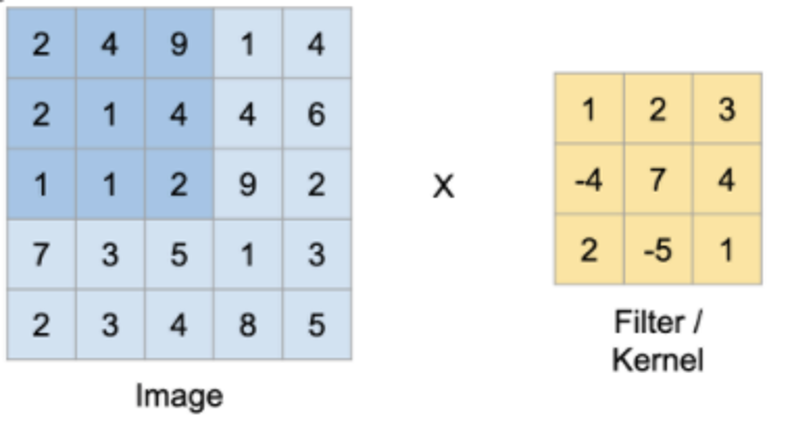 2 4 9 1 4
2 1 4 4 6
1 1 2 9 2
7 3 5 1 3
2 3 4 8 5
Image
X
1 2 3
-4 7 4
2 -5 1
Filter /
Kernel